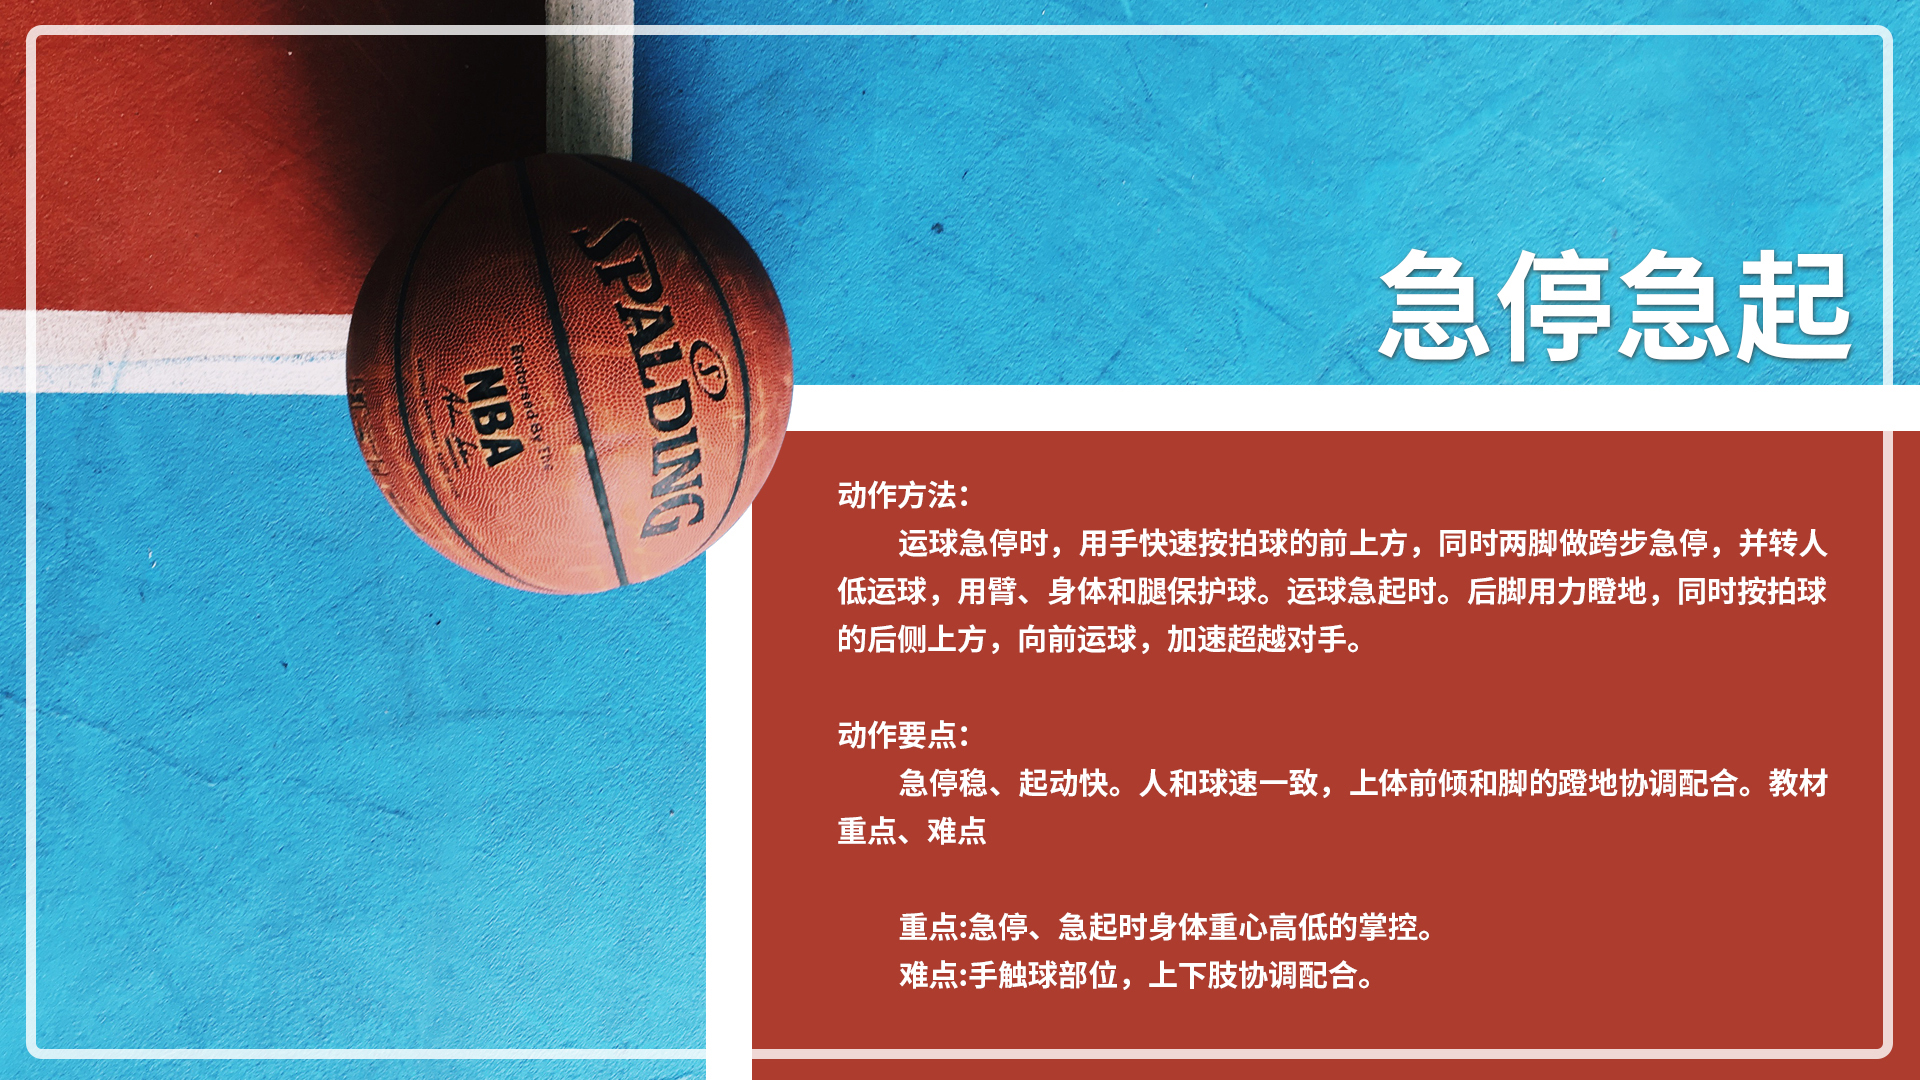 急停急起
SPALDING
Endorsed By The
NBA
动作方法：
运球急停时，用手快速按拍球的前上方，同时两脚做跨步急停，并转人
低运球，用臂、身体和腿保护球。运球急起时。后脚用力瞪地，同时按拍球
的后侧上方，向前运球，加速超越对手。
动作要点：
急停稳、起动快。人和球速一致，上体前倾和脚的蹬地协调配合。教材
重点、难点
重点:急停、急起时身体重心高低的掌控。
难点:手触球部位，上下肢协调配合。